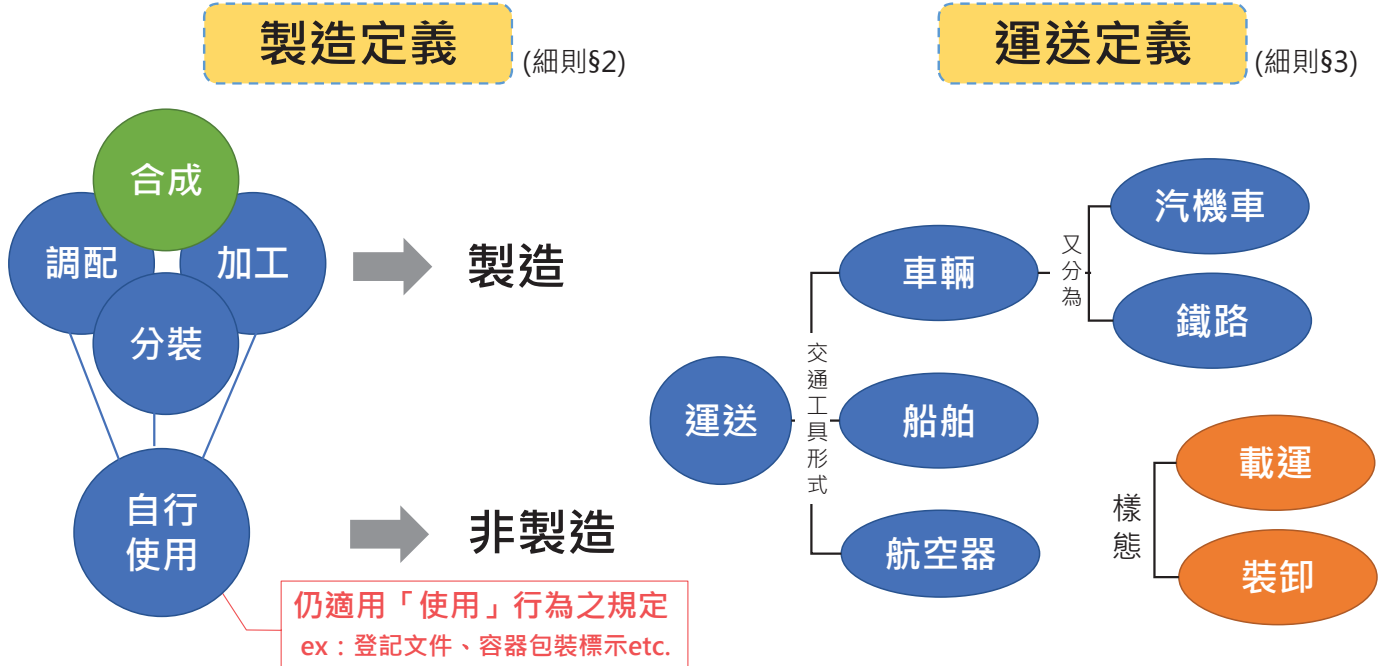 製造定義
(細則§2)
合成
調配
加工
分裝
製造
自行
使用
非製造
仍適用「使用」行為之規定
ex：登記文件、容器包裝標示etc.
運送定義
(細則§3)
運送
交通工具形式
車輛
船舶
航空器
又分為
汽機車
鐵路
樣態
載運
裝卸